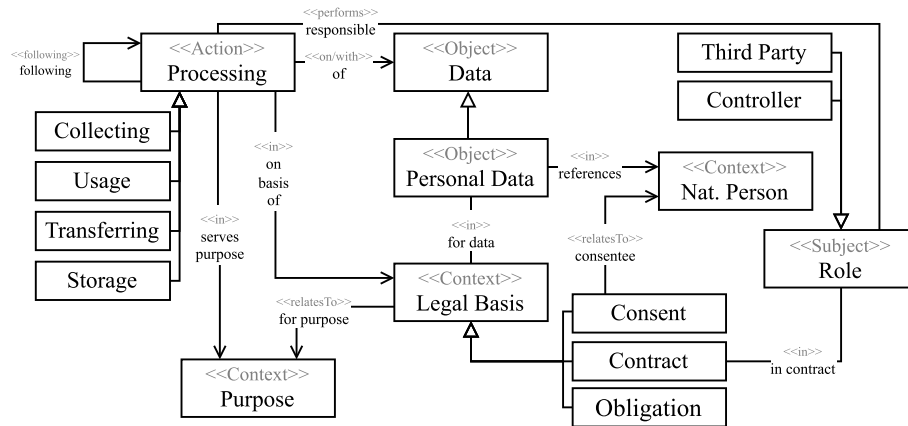 <<performs>>
responsible
<<following>>
following
<<Action>>
Processing
<<on/with>>
of
<<Object>>
Data
Third Party
Controller
Collecting
Usage
Transferring
Storage
<<in>>
on
basis
of
<<Object>>
Personal Data
<<in>>
references
<<Context>>
Nat. Person
<<in>>
serves
purpose
<<in>>
for data
<<relatesTo>>
consentee
<<Subject>>
Role
<<Context>>
Legal Basis
<<relatesTo>>
for purpose
Consent
Contract
Obligation
<<in>>
in contract
<<Context>>
Purpose